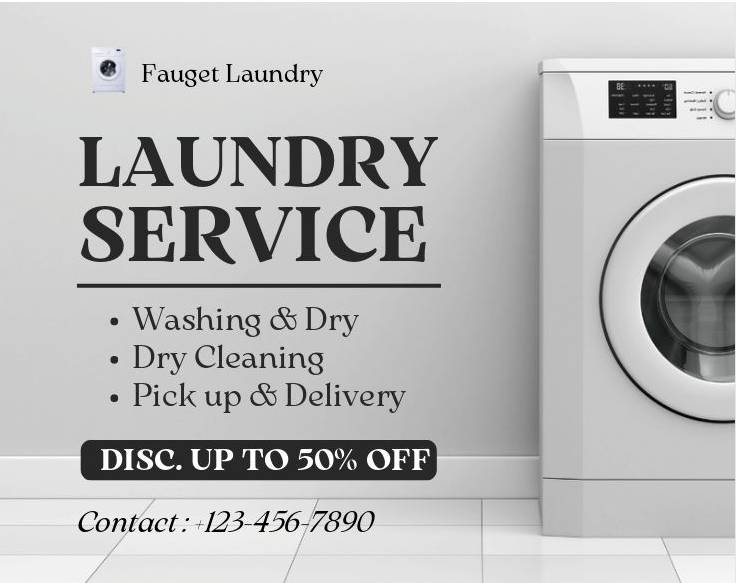 Fauget Laundry
LAUNDRY
SERVICE
• Washing & Dry
• Dry Cleaning
• Pick up & Delivery
DISC. UP TO 50% OFF
Contact : +123-456-7890